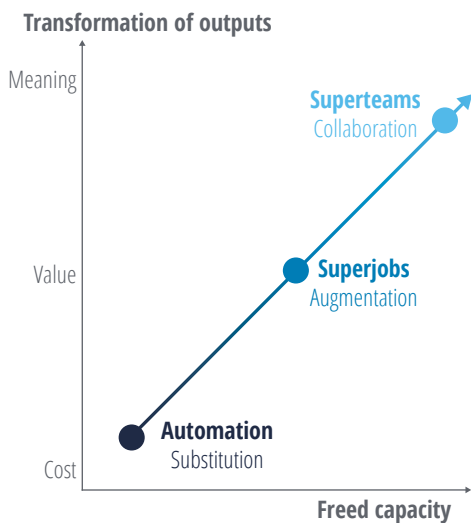 Transformation of outputs
Meaning
Superteams
Collaboration
Value
Superjobs
Augmentation
Automation
Substitution
Cost
Freed capacity